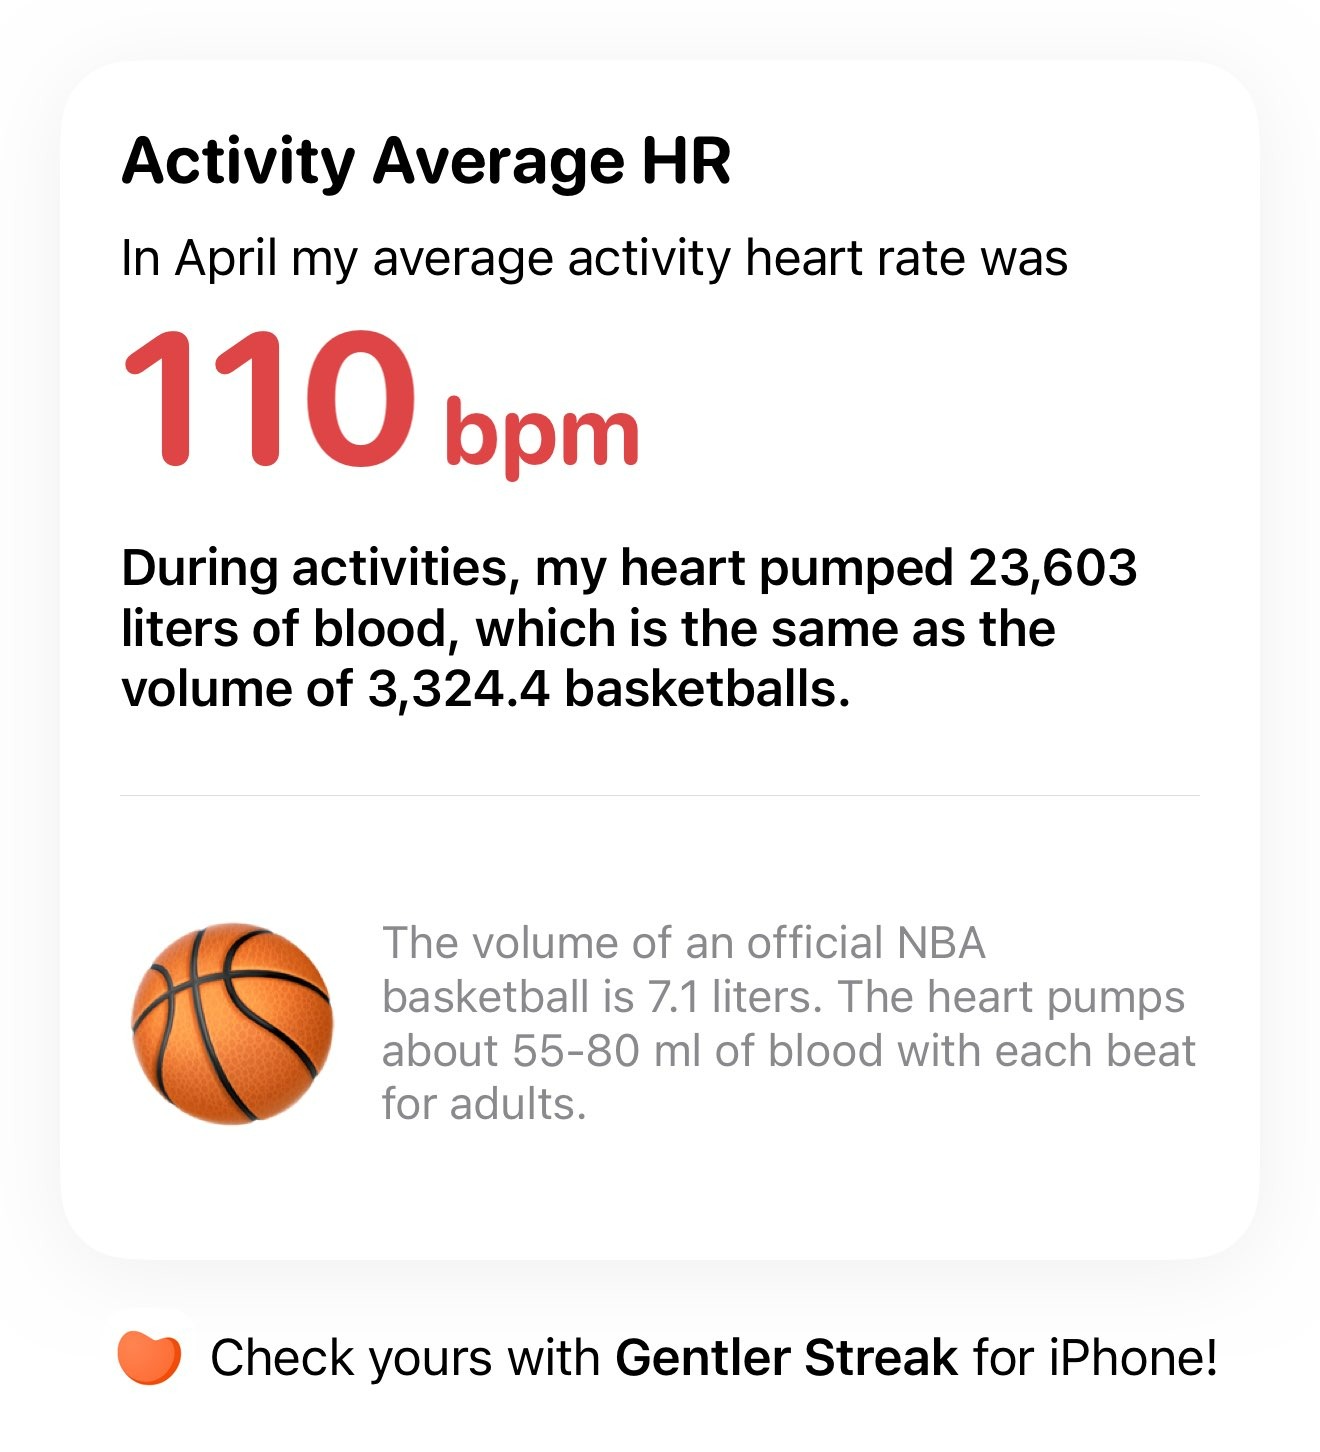 Activity Average HR
In April my average activity heart rate was
110 bpm
During activities, my heart pumped 23,603
liters of blood, which is the same as the
volume of 3,324.4 basketballs.
The volume of an official NBA
basketball is 7.1 liters. The heart pumps
about 55-80 ml of blood with each beat
for adults.
Check yours with Gentler Streak for iPhone!